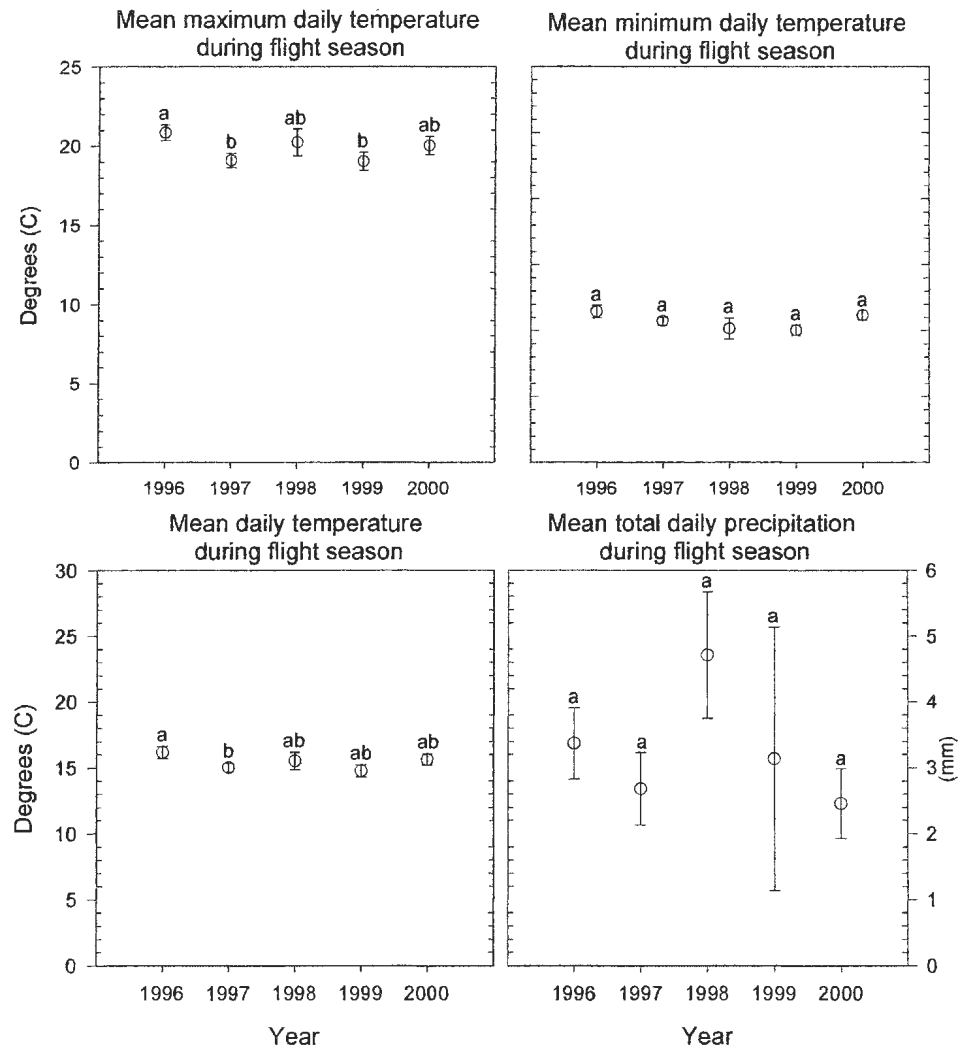 Mean maximum daily temperature
during flight season
Mean minimum daily temperature
during flight season
25
20
15
10
5
0
Degrees (C)
a
b
ab
b
ab
1996
1997
1998
1999
2000
a
a
a
a
a
1996
1997
1998
1999
2000
Mean daily temperature
during flight season
Mean total daily precipitation
during flight season
30
25
20
15
10
5
0
Degrees (C)
a
b
ab
ab
ab
1996
1997
1998
1999
2000
Year
a
a
a
a
a
6
5
4
3
2
1
0
(mm)
1996
1997
1998
1999
2000
Year